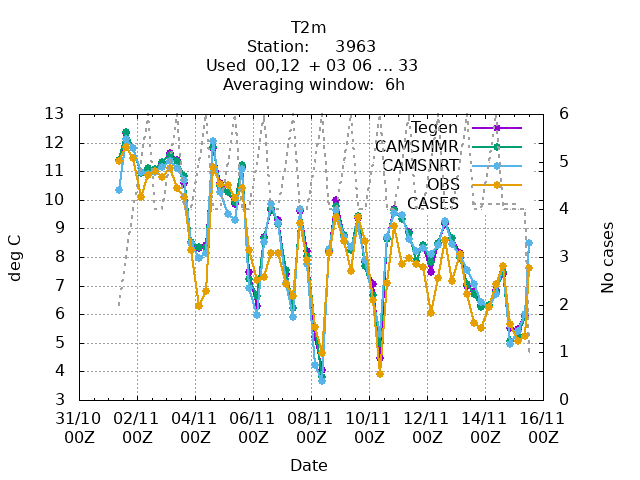 T2m
Station: 3963
Used 00,12 + 03 06 ... 33
Averaging window: 6h
13 6
Tegen
12
CAMSMMR
5
CAMSNRT
11
OBS
10 CASES 4
9
deg C 8 3 No cases
7
6 2
5
4 1
3 0
31/10 02/11 04/11 06/11 08/11 10/11 12/11 14/11 16/11
00Z 00Z 00Z 00Z 00Z 00Z 00Z 00Z 00Z
Date